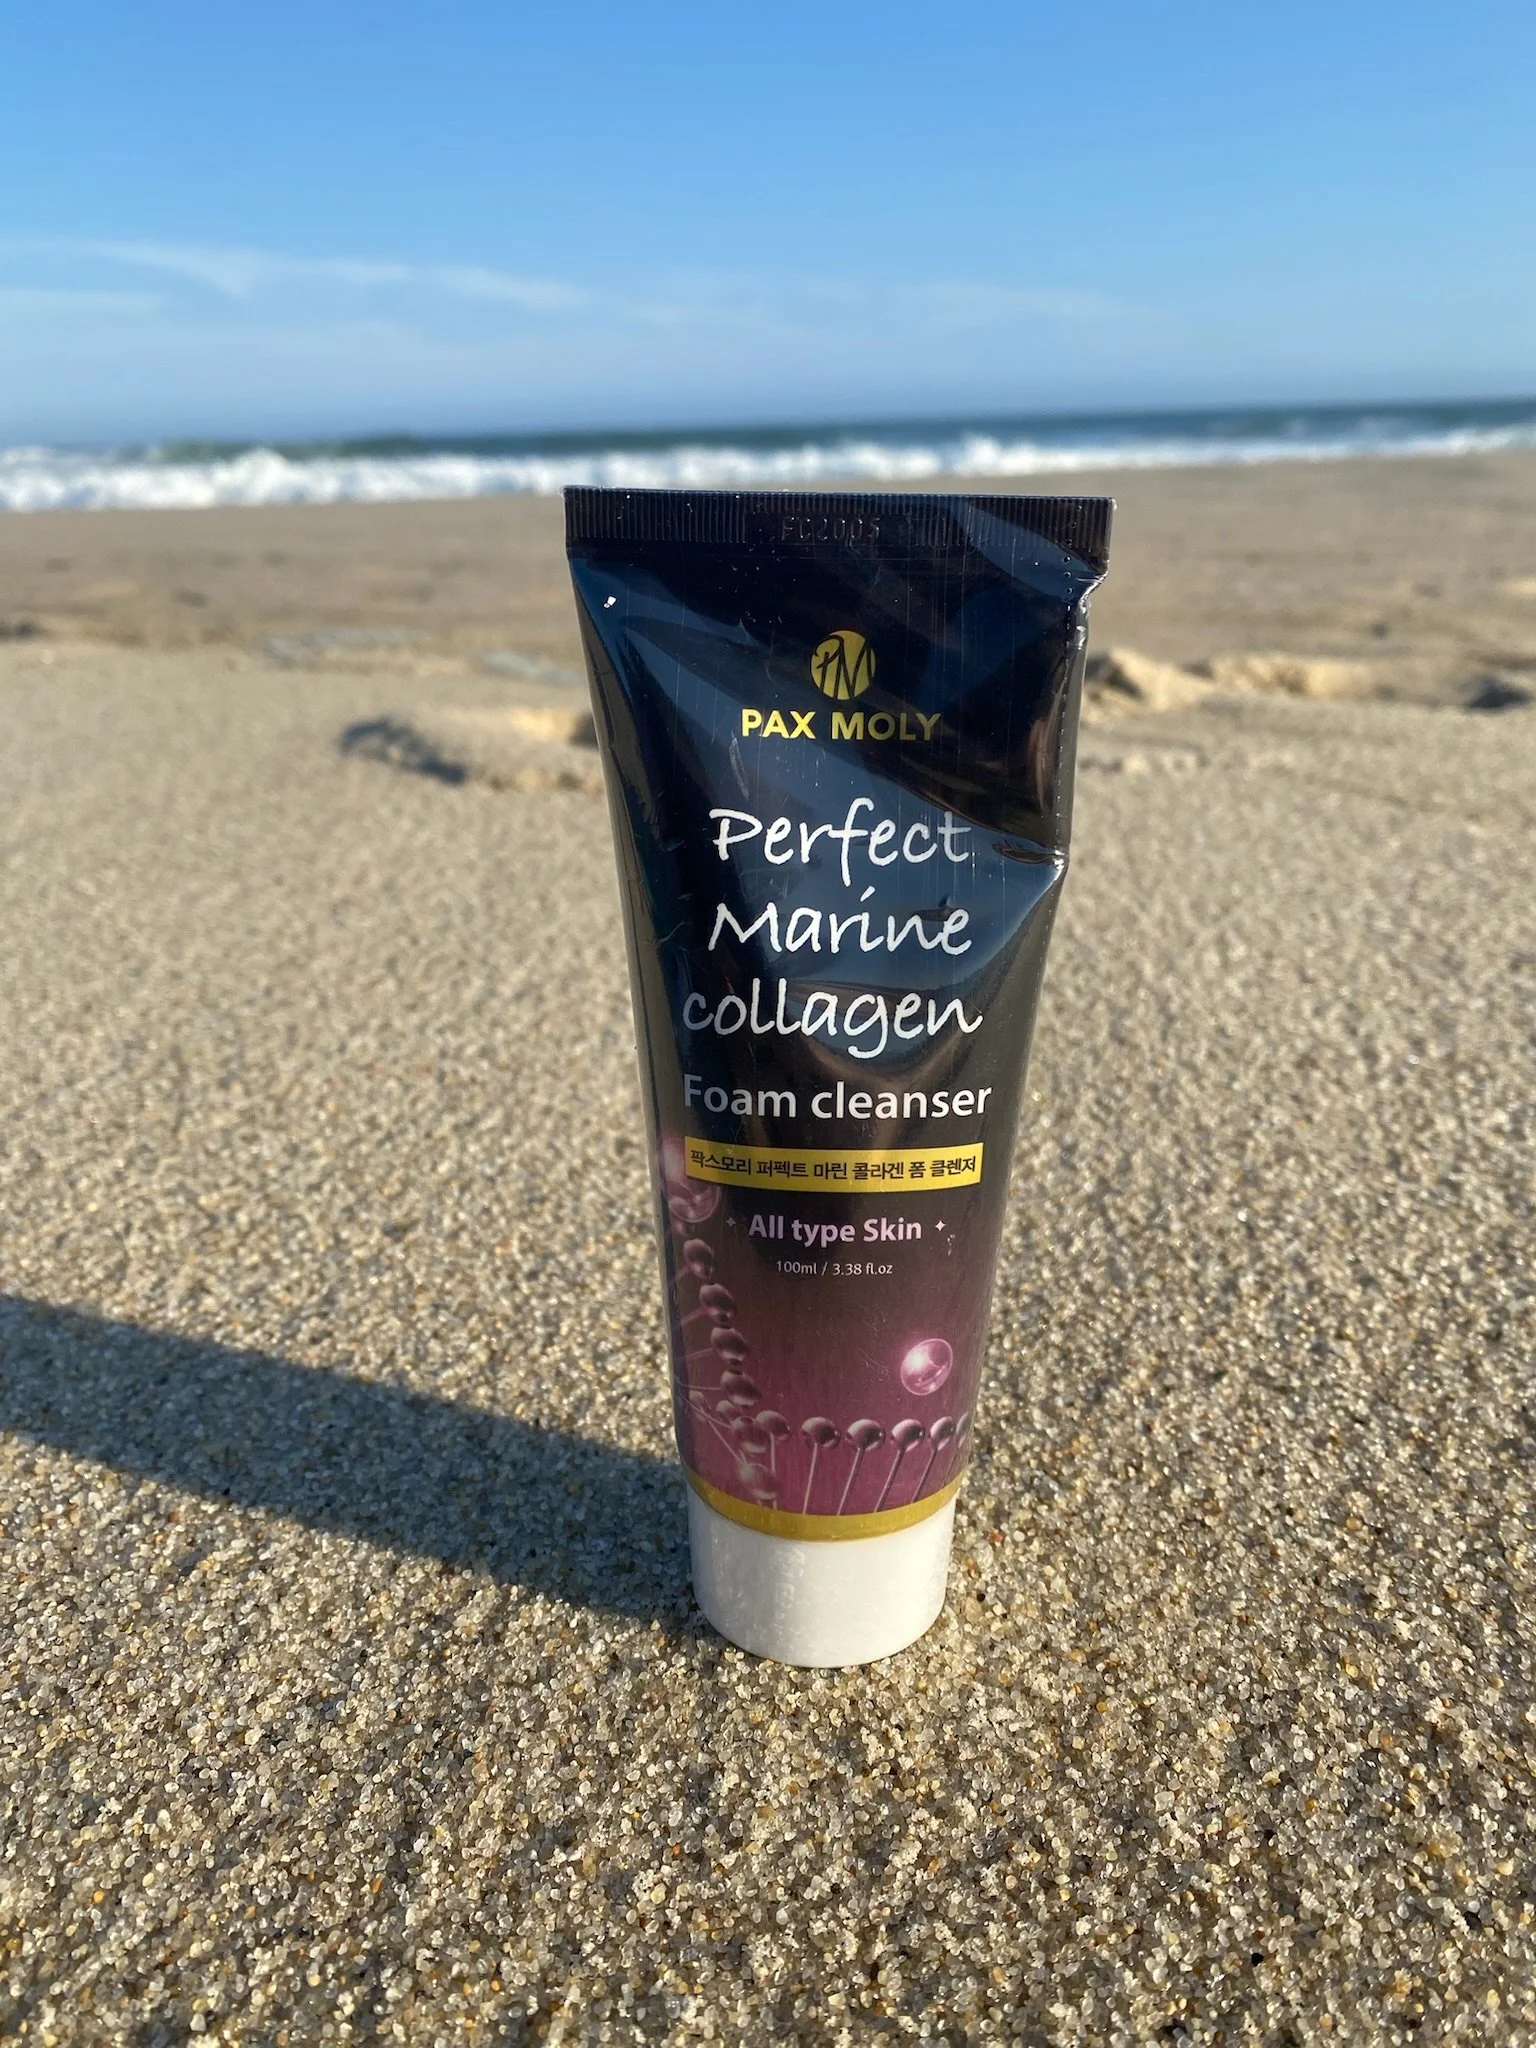 PM
PAX MOLY
Perfect
Marine
collagen
Foam cleanser
팍스모리 퍼펙트 마린 콜라겐 폼 클렌저
All type Skin
100ml / 3.38 fl.oz